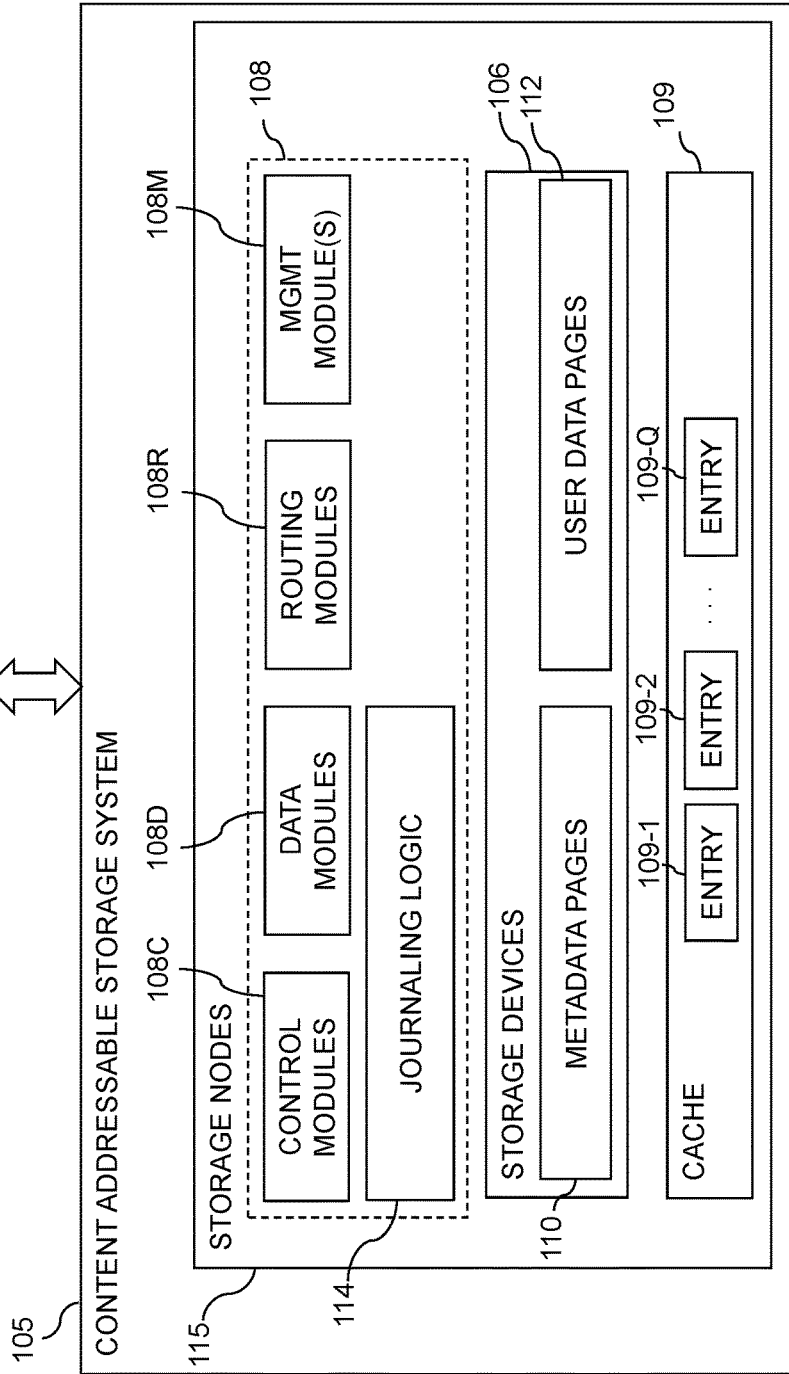 105
CONTENT ADDRESSABLE STORAGE SYSTEM
115
STORAGE NODES
108C
108D
108R
108M
108
CONTROL
MODULES
DATA
MODULES
ROUTING
MODULES
MGMT
MODULE(S)
JOURNALING LOGIC
114
STORAGE DEVICES
106
112
METADATA PAGES
USER DATA PAGES
110
109-1
109-2
109-Q
109
ENTRY
ENTRY
. . .
ENTRY
CACHE